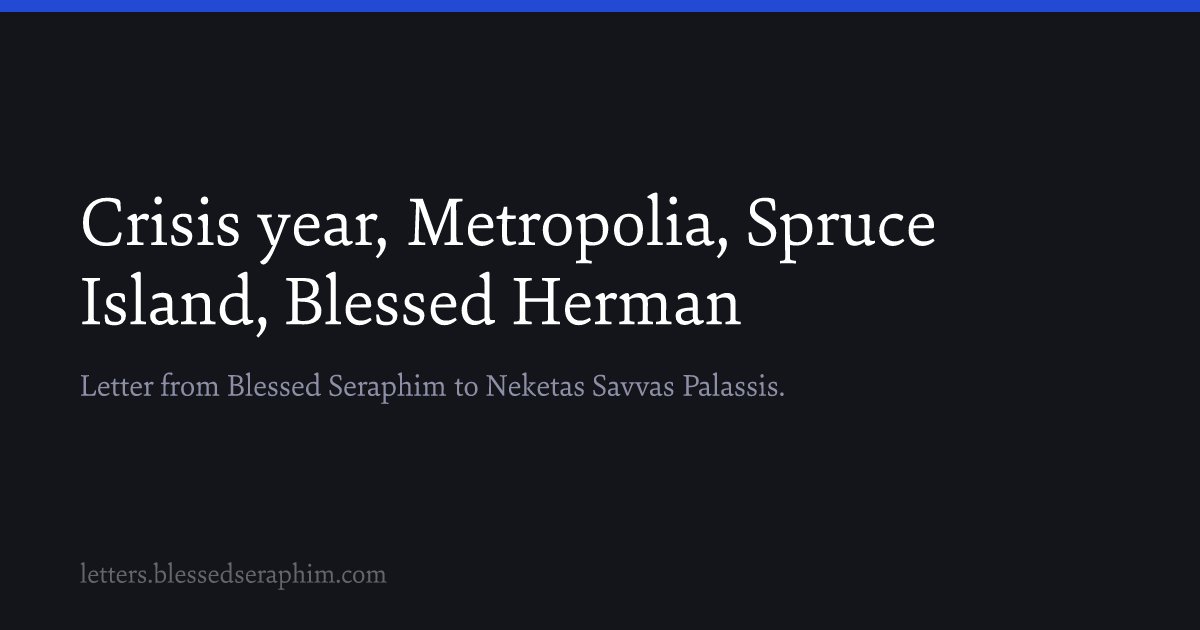 Crisis year, Metropolia, Spruce
Island, Blessed Herman
Letter from Blessed Seraphim to Neketas Savvas Palassis.
letters.blessedseraphim.com